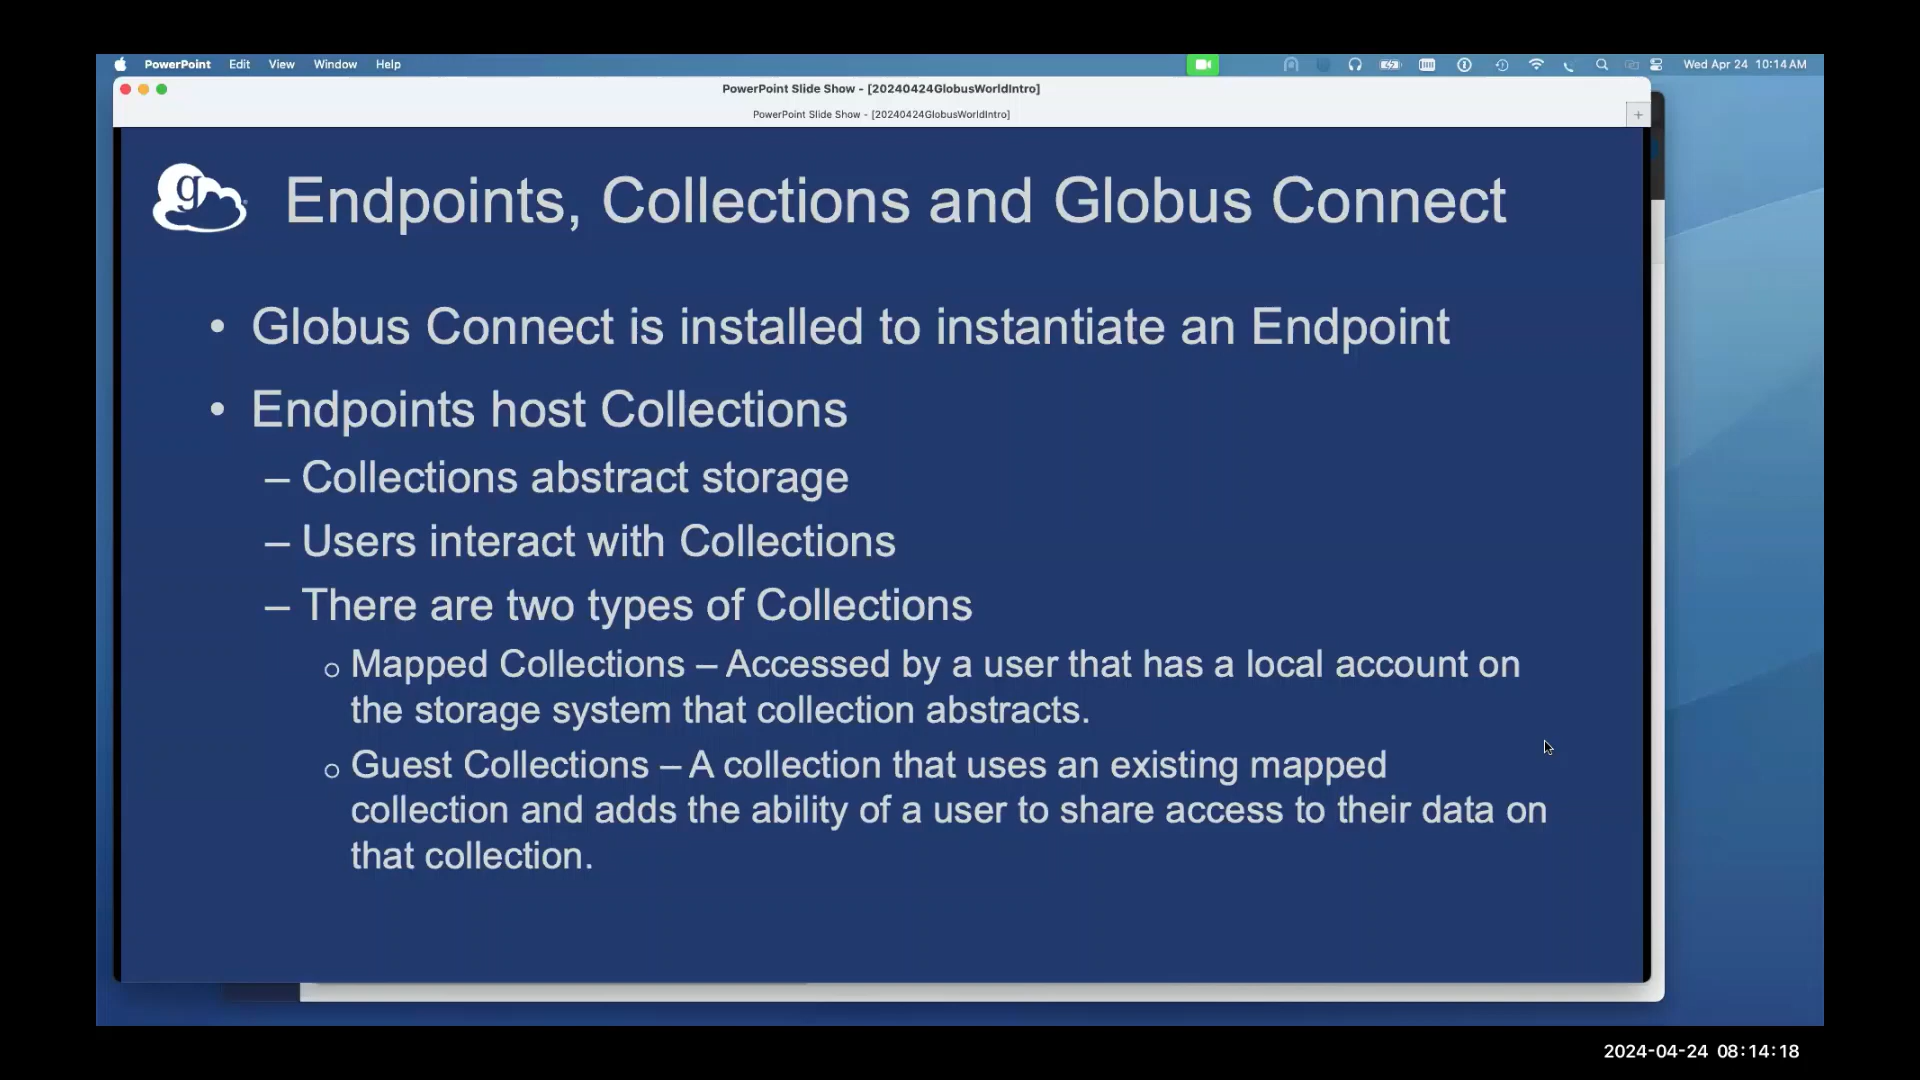 PowerPoint Edit View Window Help Wed Apr 24 10:14 AM
PowerPoint Slide Show - [20240424GlobusWorldIntro]
PowerPoint Slide Show - [20240424GlobusWorldIntro]
g Endpoints, Collections and Globus Connect
• Globus Connect is installed to instantiate an Endpoint
• Endpoints host Collections
– Collections abstract storage
– Users interact with Collections
– There are two types of Collections
o Mapped Collections – Accessed by a user that has a local account on
the storage system that collection abstracts.
o Guest Collections – A collection that uses an existing mapped
collection and adds the ability of a user to share access to their data on
that collection.
2024-04-24 08:14:18